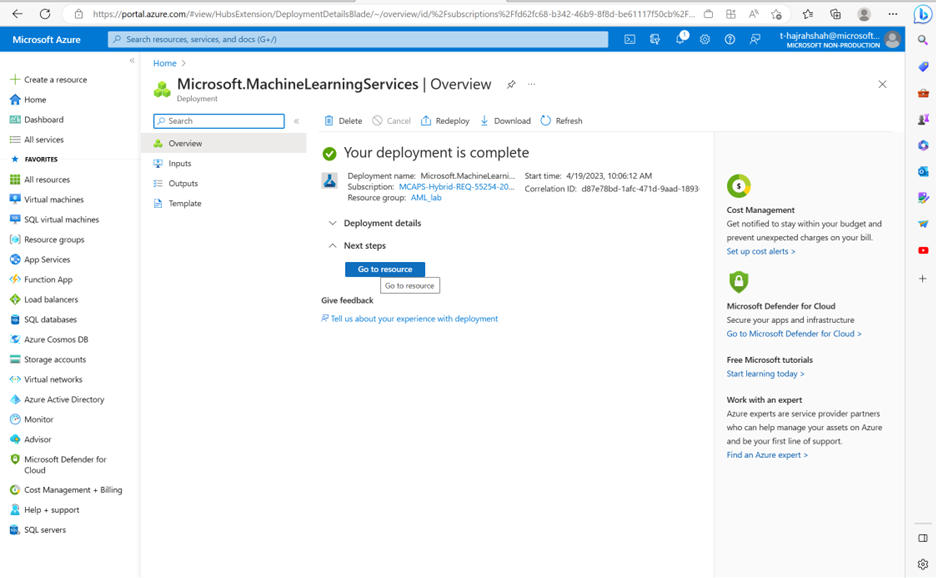 https://portal.azure.com/#view/HubsExtension/DeploymentDetailsBlade/~/overview/id/%2Fsubscriptions%2Ffd62fc68-b342-46b9-8f8d-be61117f50cb%2F...
Microsoft Azure
Search resources, services, and docs (G+/)
1
t-hajrahshah@microsoft...
MICROSOFT NON-PRODUCTION
Create a resource
Home
Dashboard
All services
FAVORITES
All resources
Virtual machines
SQL virtual machines
Resource groups
App Services
Function App
Load balancers
SQL databases
Azure Cosmos DB
Storage accounts
Virtual networks
Azure Active Directory
Monitor
Advisor
Microsoft Defender for
Cloud
Cost Management + Billing
Help + support
SQL servers
Home >
Microsoft.MachineLearningServices | Overview
Deployment
Search
Overview
Inputs
Outputs
Template
Delete Cancel Redeploy Download Refresh
Your deployment is complete
Deployment name: Microsoft.MachineLearni...
Subscription: MCAPS-Hybrid-REQ-55254-20...
Resource group: AML_lab
Start time: 4/19/2023, 10:06:12 AM
Correlation ID: d87e78bd-1afc-471d-9aad-1893
Deployment details
Next steps
Go to resource
Go to resource
Give feedback
Tell us about your experience with deployment
$
Cost Management
Get notified to stay within your budget and
prevent unexpected charges on your bill.
Set up cost alerts >
Microsoft Defender for Cloud
Secure your apps and infrastructure
Go to Microsoft Defender for Cloud >
Free Microsoft tutorials
Start learning today >
Work with an expert
Azure experts are service provider partners
who can help manage your assets on Azure
and be your first line of support.
Find an Azure expert >